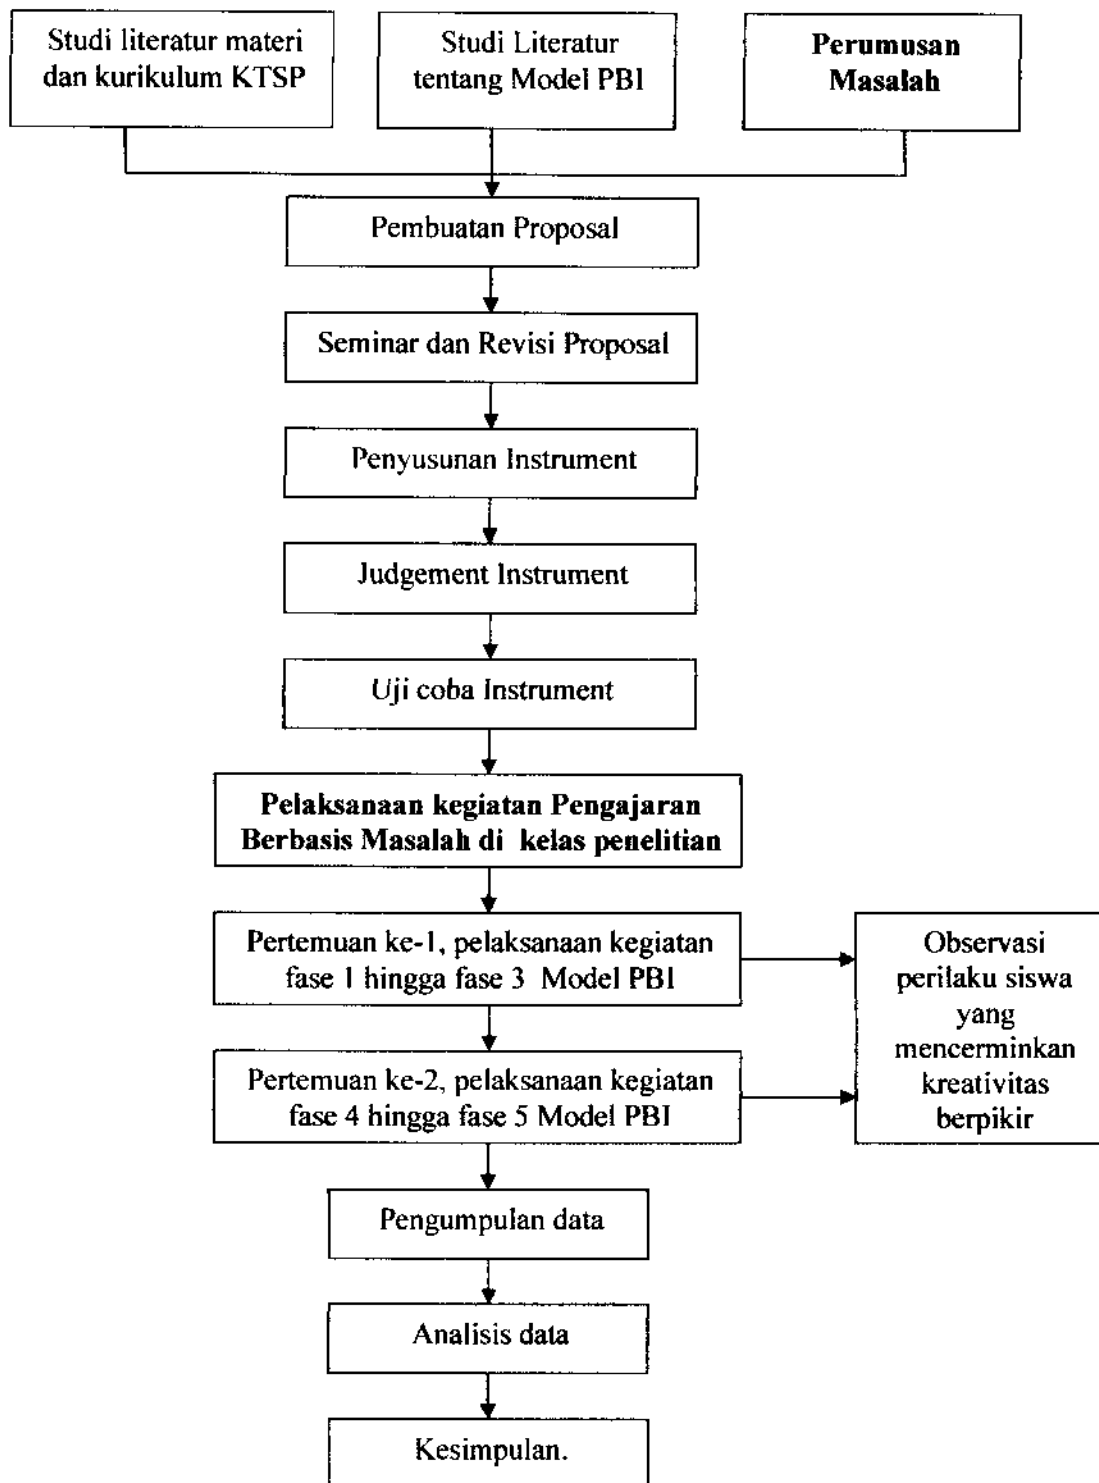 Studi literatur materi
dan kurikulum KTSP
Studi Literatur
tentang Model PBI
Perumusan
Masalah
Pembuatan Proposal
Seminar dan Revisi Proposal
Penyusunan Instrument
Judgement Instrument
Uji coba Instrument
Pelaksanaan kegiatan Pengajaran
Berbasis Masalah di kelas penelitian
Pertemuan ke-1, pelaksanaan kegiatan
fase 1 hingga fase 3 Model PBI
Observasi
perilaku siswa
yang
mencerminkan
kreativitas
berpikir
Pertemuan ke-2, pelaksanaan kegiatan
fase 4 hingga fase 5 Model PBI
Pengumpulan data
Analisis data
Kesimpulan.